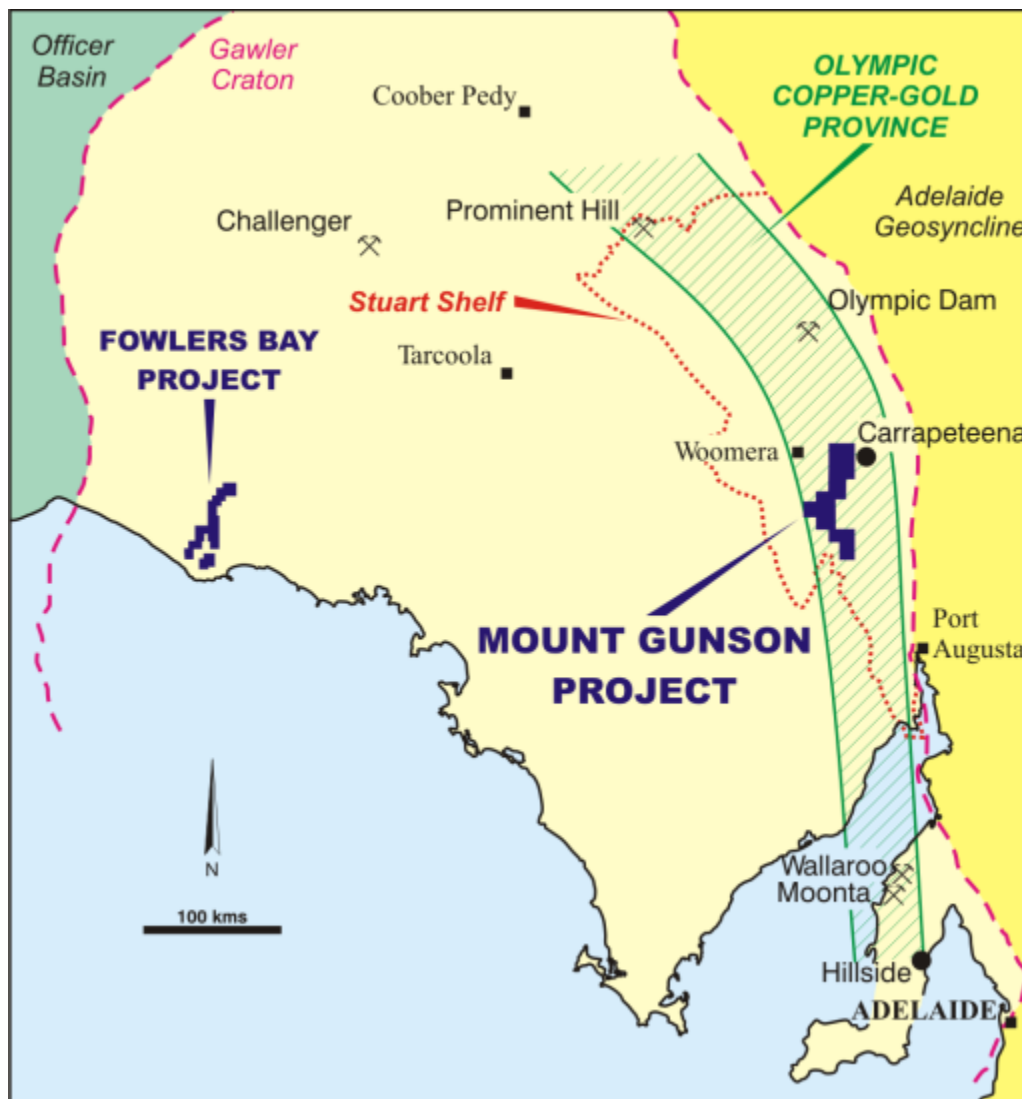 Officer
Basin
Gawler
Craton
Coober Pedy
OLYMPIC
COPPER-GOLD
PROVINCE
Adelaide
Geosyncline
Challenger
Prominent Hill
Stuart Shelf
Olympic Dam
FOWLERS BAY
PROJECT
Tarcoola
Woomera
Carrapeteena
MOUNT GUNSON
PROJECT
Port
Augusta
N
100 kms
Wallaroo
Moonta
Hillside
ADELAIDE